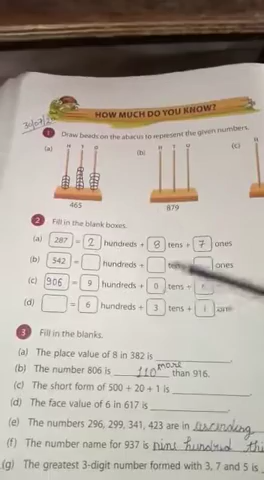 30/07/2
HOW MUCH DO YOU KNOW?
1 Draw beads on the abacus to represent the given numbers.
(a) H T O (b) H T O (c) H
465 879
2 Fill in the blank boxes.
(a) 287 = 2 hundreds + 8 tens + 7 ones
(b) 542 = hundreds + tens ones
(c) 906 = 9 hundreds + 0 tens +
(d) = 6 hundreds + 3 tens + 1 ones
3 Fill in the blanks.
(a) The place value of 8 in 382 is
(b) The number 806 is 110 more than 916.
(c) The short form of 500 + 20 + 1 is
(d) The face value of 6 in 617 is
(e) The numbers 296, 299, 341, 423 are in ascending
(f) The number name for 937 is nine hundred
(g) The greatest 3-digit number formed with 3, 7 and 5 is